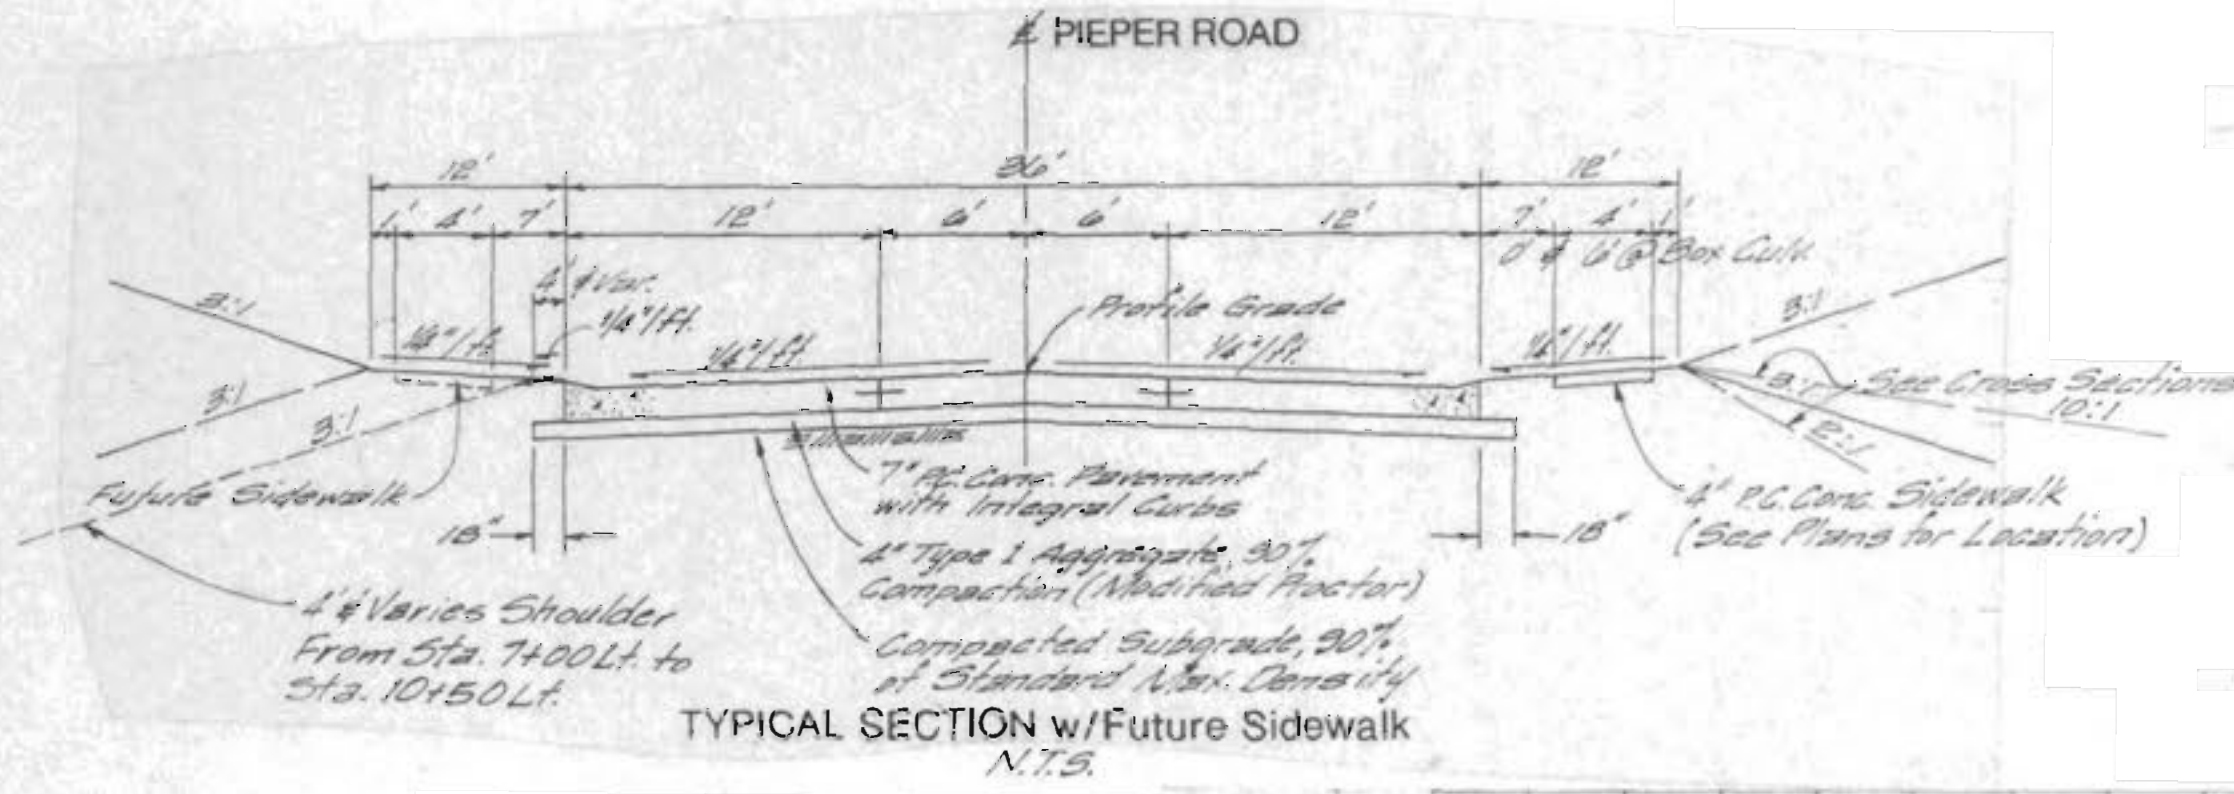 ℄ PIEPER ROAD
12' 36' 12'
1' 4' 7' 12' 6' 6' 12' 7' 4' 1'
0' & 6' @ Box Culv.
4' & Var.
1/4"/ft.
Profile Grade
3:1 1/4"/ft. 1/4"/ft. 1/4"/ft. 1/4"/ft. 3:1
3:1
3:1
3:1 See Cross Sections
10:1
2:1
Future Sidewalk
7" P.C. Conc. Pavement
with Integral Curbs
4" P.C. Conc. Sidewalk
(See Plans for Location)
18" 18"
4" Type 1 Aggregate, 90%
Compaction (Modified Proctor)
4' & Varies Shoulder
From Sta. 7+00 Lt. to
Sta. 10+50 Lt.
Compacted Subgrade, 90%
of Standard Max. Density
TYPICAL SECTION w/Future Sidewalk
N.T.S.